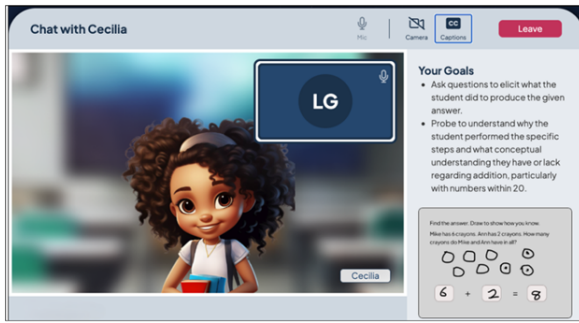 Chat with Cecilia
Mic
Camera
CC
Captions
Leave
LG
Cecilia
Your Goals
• Ask questions to elicit what the
student did to produce the given
answer.
• Probe to understand why the
student performed the specific
steps and what conceptual
understanding they have or lack
regarding addition, particularly
with numbers within 20.
Find the answer. Draw to show how you know.
Mike has 6 crayons. Ann has 2 crayons. How many
crayons do Mike and Ann have in all?
6 + 2 = 8